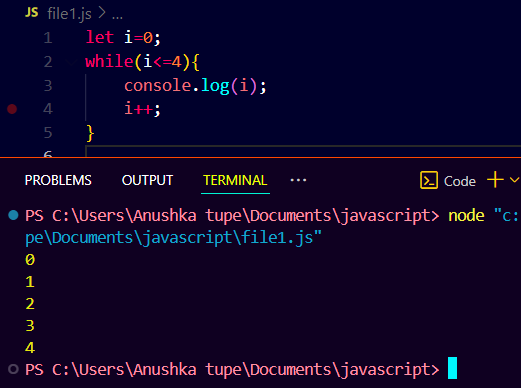 JS file1.js > ...
1 let i=0;
2 while(i<=4){
3 console.log(i);
4 i++;
5 }
6
PROBLEMS OUTPUT TERMINAL ··· Code
PS C:\Users\Anushka tupe\Documents\javascript> node "c:
pe\Documents\javascript\file1.js"
0
1
2
3
4
PS C:\Users\Anushka tupe\Documents\javascript>